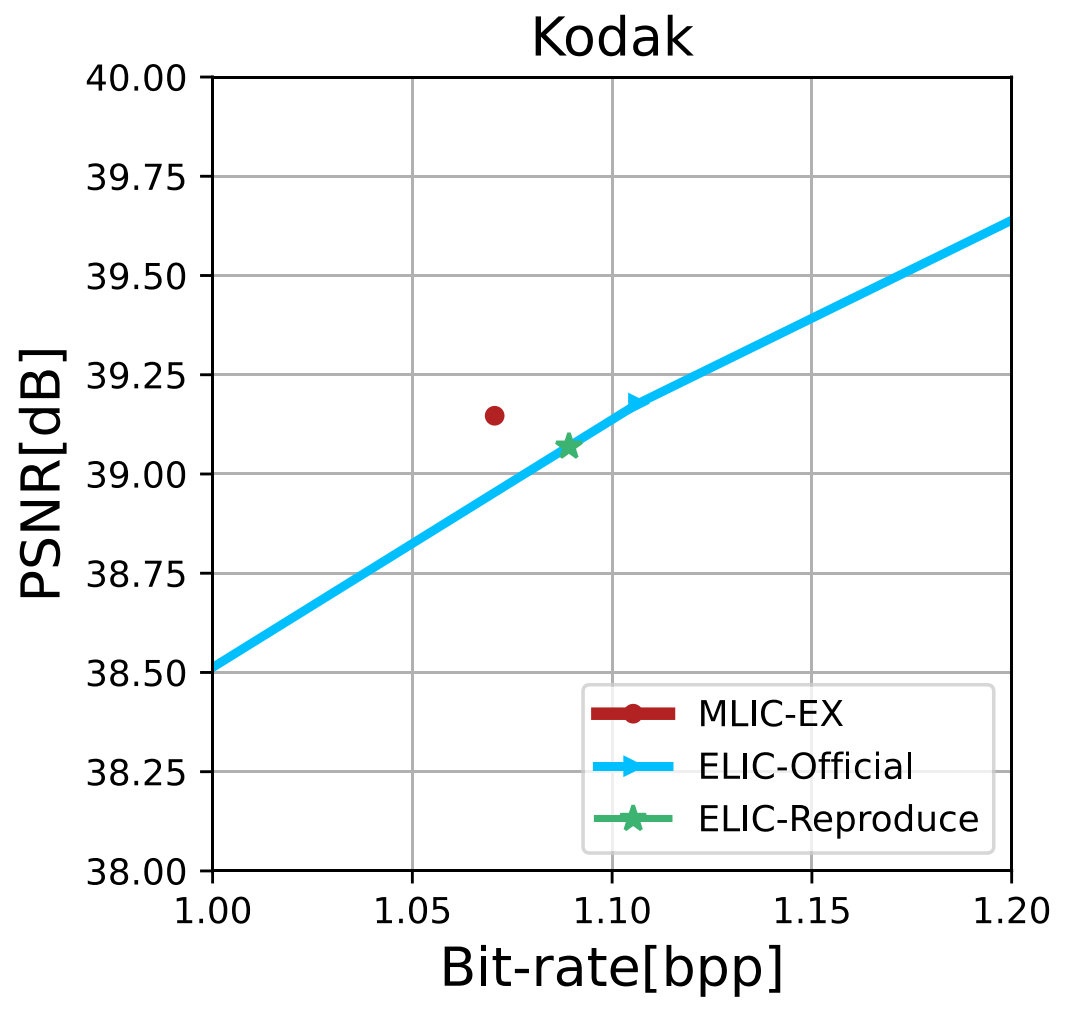 Kodak
40.00
39.75
39.50
39.25
39.00
38.75
38.50
38.25
38.00
PSNR[dB]
MLIC-EX
ELIC-Official
ELIC-Reproduce
1.00 1.05 1.10 1.15 1.20
Bit-rate[bpp]